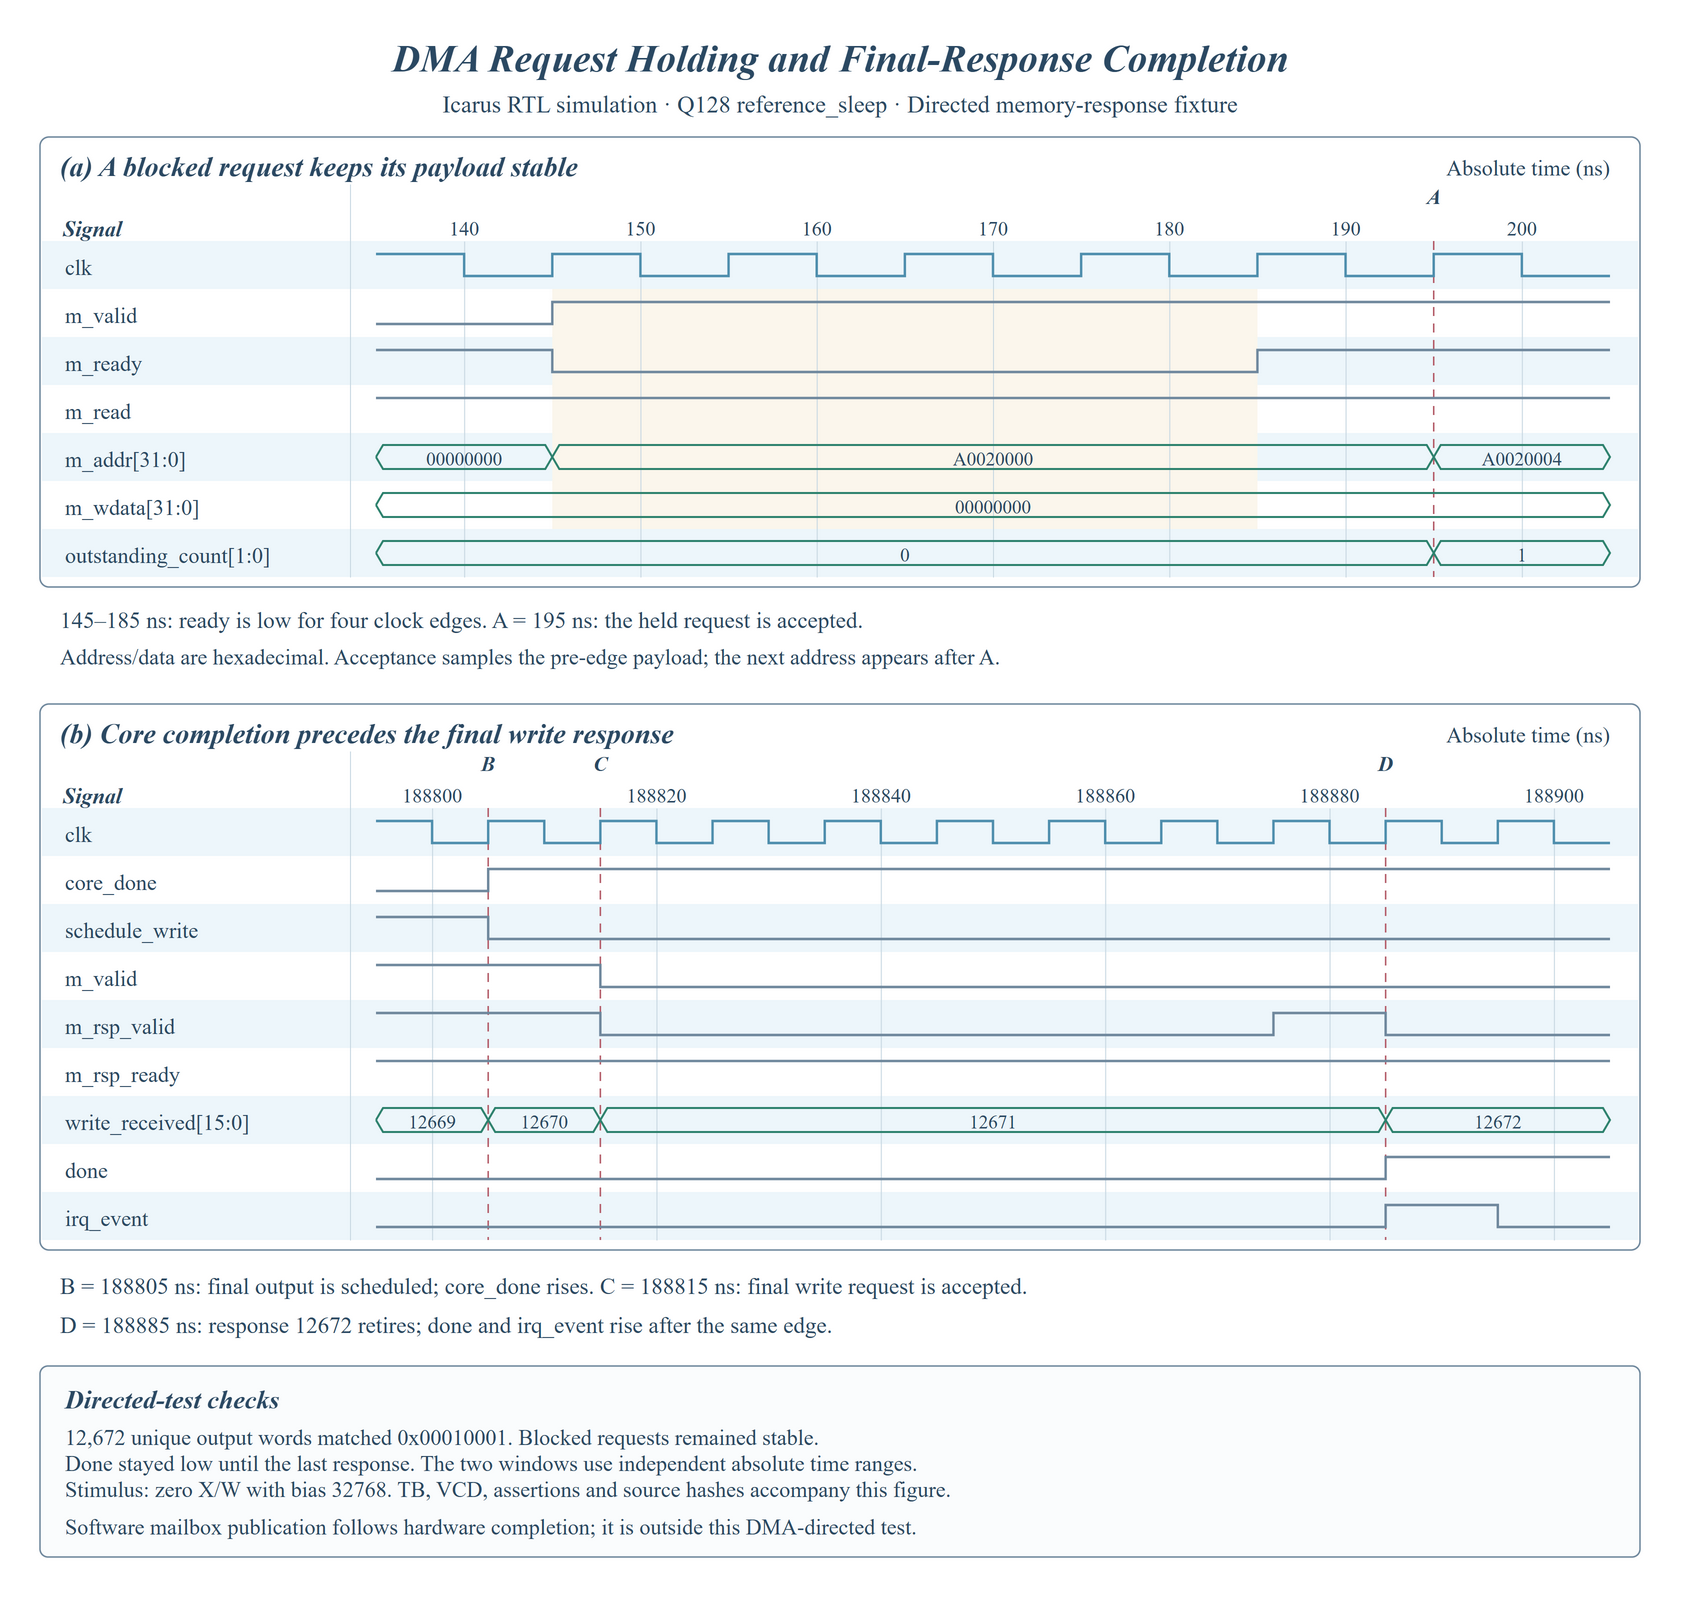 DMA Request Holding and Final-Response Completion
Icarus RTL simulation · Q128 reference_sleep · Directed memory-response fixture
(a) A blocked request keeps its payload stable
Absolute time (ns)
A
Signal 140 150 160 170 180 190 200
clk
m_valid
m_ready
m_read
m_addr[31:0] 00000000 A0020000 A0020004
m_wdata[31:0] 00000000
outstanding_count[1:0] 0 1
145–185 ns: ready is low for four clock edges. A = 195 ns: the held request is accepted.
Address/data are hexadecimal. Acceptance samples the pre-edge payload; the next address appears after A.
(b) Core completion precedes the final write response
Absolute time (ns)
B C D
Signal 188800 188820 188840 188860 188880 188900
clk
core_done
schedule_write
m_valid
m_rsp_valid
m_rsp_ready
write_received[15:0] 12669 12670 12671 12672
done
irq_event
B = 188805 ns: final output is scheduled; core_done rises. C = 188815 ns: final write request is accepted.
D = 188885 ns: response 12672 retires; done and irq_event rise after the same edge.
Directed-test checks
12,672 unique output words matched 0x00010001. Blocked requests remained stable.
Done stayed low until the last response. The two windows use independent absolute time ranges.
Stimulus: zero X/W with bias 32768. TB, VCD, assertions and source hashes accompany this figure.
Software mailbox publication follows hardware completion; it is outside this DMA-directed test.